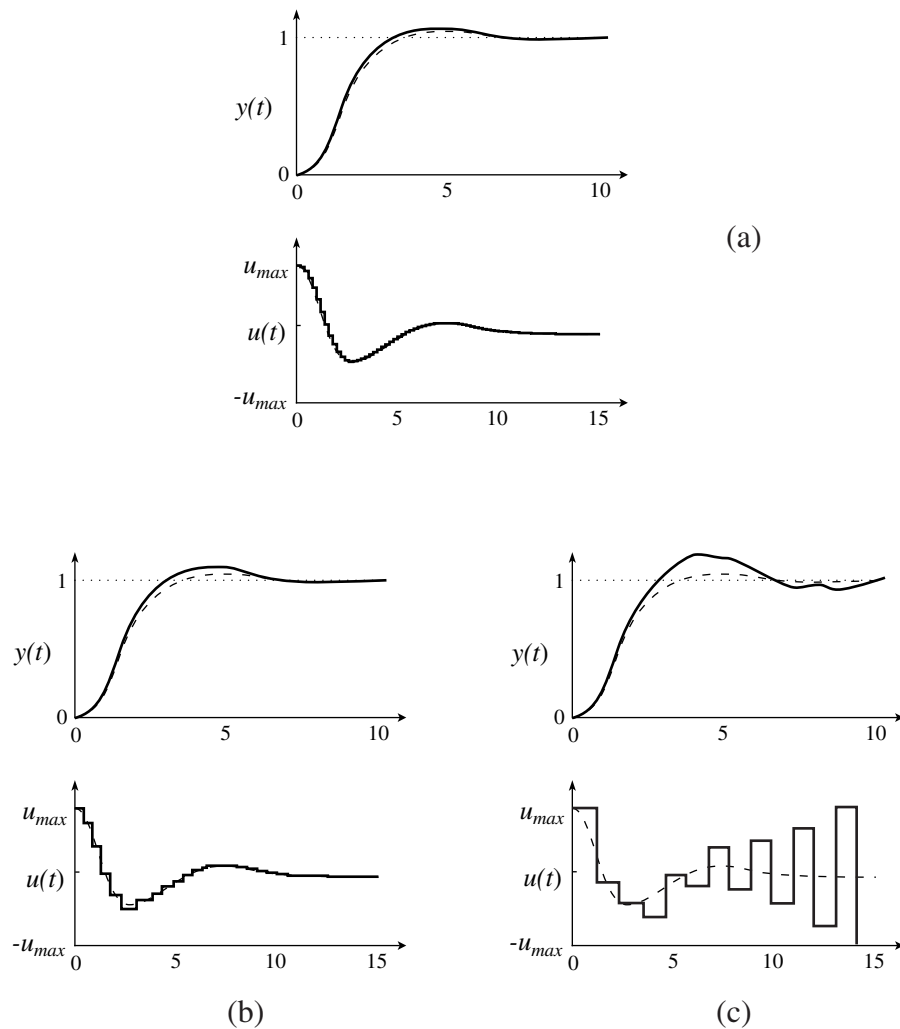 1
y(t)
0
0 5 10
(a)
u_max
u(t)
-u_max
0 5 10 15
1 1
y(t) y(t)
0 0
0 5 10 0 5 10
u_max u_max
u(t) u(t)
-u_max -u_max
0 5 10 15 0 5 10 15
(b) (c)